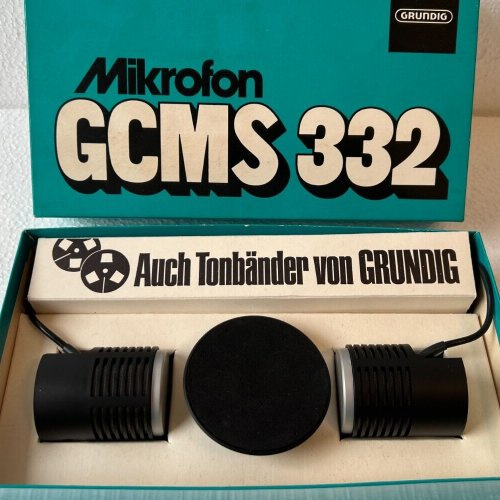 GRUNDIG
Mikrofon
GCMS 332
Auch Tonbänder von GRUNDIG